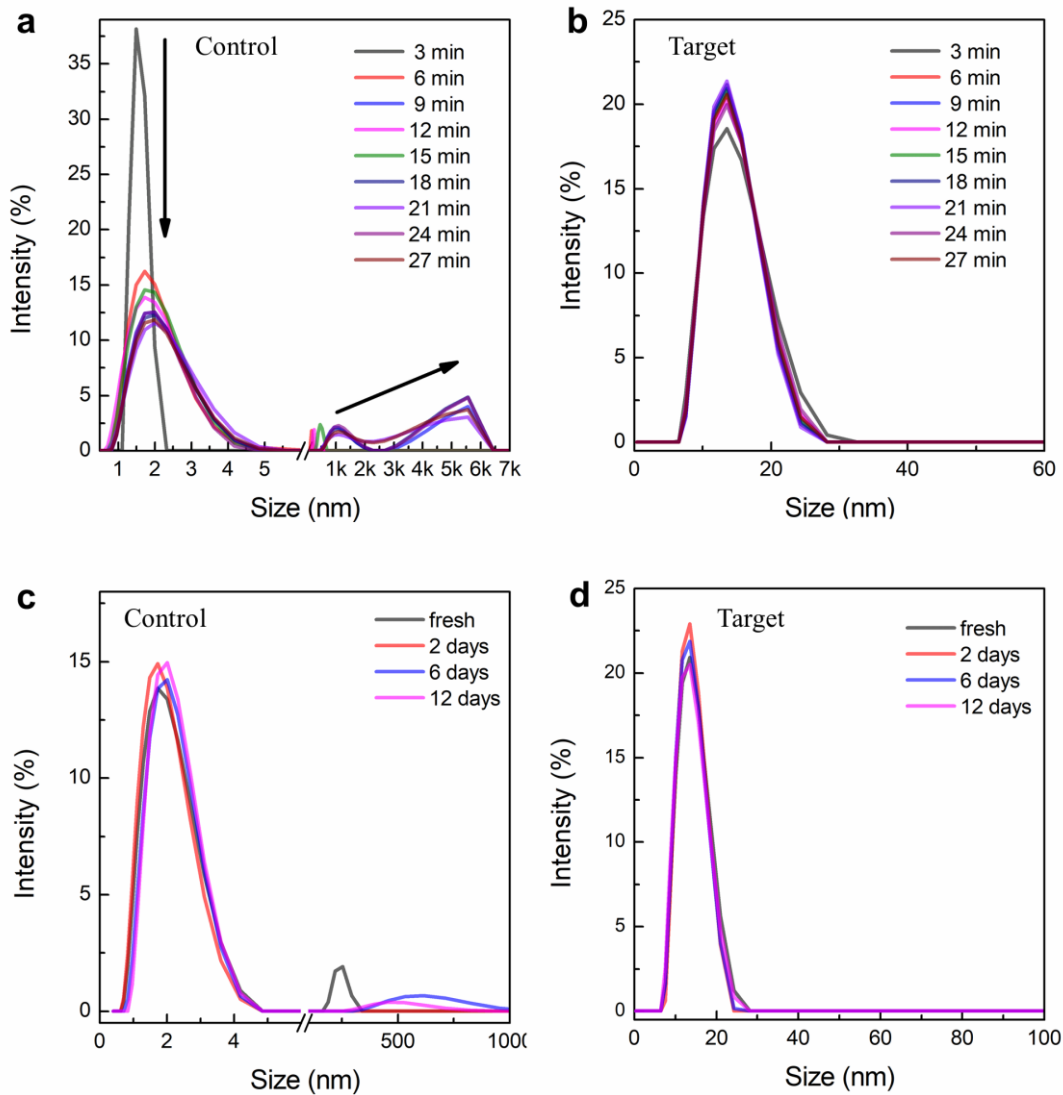 a
Control
3 min
6 min
9 min
12 min
15 min
18 min
21 min
24 min
27 min
35
30
25
20
15
10
5
0
1 2 3 4 5 1k 2k 3k 4k 5k 6k 7k
Intensity (%)
Size (nm)
b
Target
3 min
6 min
9 min
12 min
15 min
18 min
21 min
24 min
27 min
25
20
15
10
5
0
0 20 40 60
Intensity (%)
Size (nm)
c
Control
fresh
2 days
6 days
12 days
15
10
5
0
0 2 4 500 1000
Intensity (%)
Size (nm)
d
Target
fresh
2 days
6 days
12 days
25
20
15
10
5
0
0 20 40 60 80 100
Intensity (%)
Size (nm)